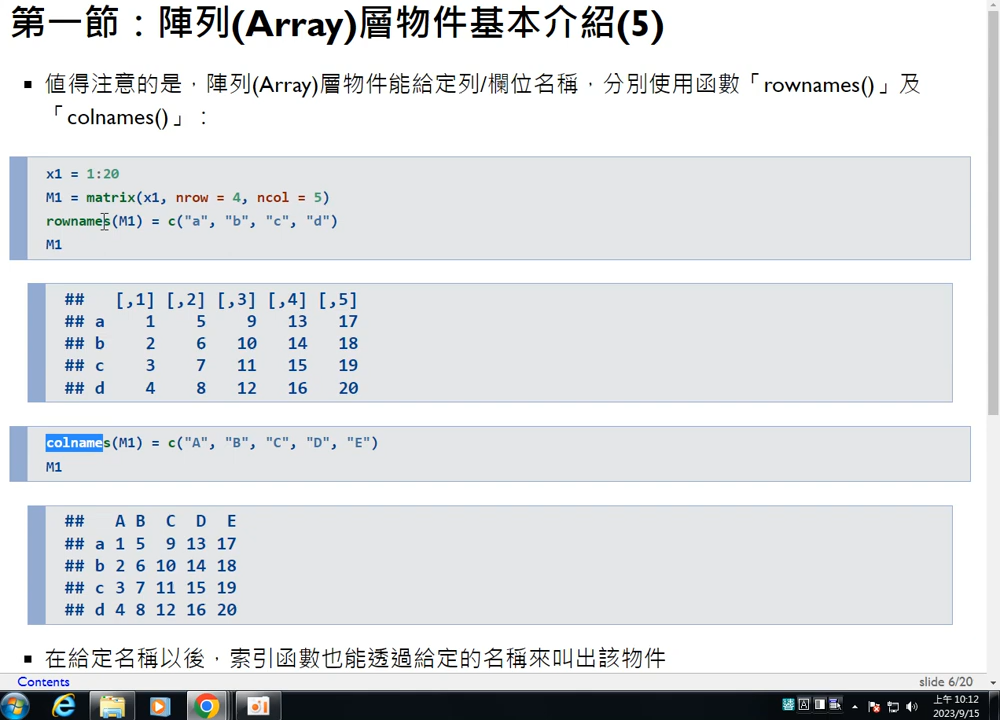 第一節：陣列(Array)層物件基本介紹(5)
▪ 值得注意的是，陣列(Array)層物件能給定列/欄位名稱，分別使用函數「rownames()」及
「colnames()」：
x1 = 1:20
M1 = matrix(x1, nrow = 4, ncol = 5)
rownames(M1) = c("a", "b", "c", "d")
M1
##   [,1] [,2] [,3] [,4] [,5]
## a    1    5    9   13   17
## b    2    6   10   14   18
## c    3    7   11   15   19
## d    4    8   12   16   20
colnames(M1) = c("A", "B", "C", "D", "E")
M1
##   A B  C  D  E
## a 1 5  9 13 17
## b 2 6 10 14 18
## c 3 7 11 15 19
## d 4 8 12 16 20
▪ 在給定名稱以後，索引函數也能透過給定的名稱來叫出該物件
Contents
slide 6/20
上午 10:12
2023/9/15